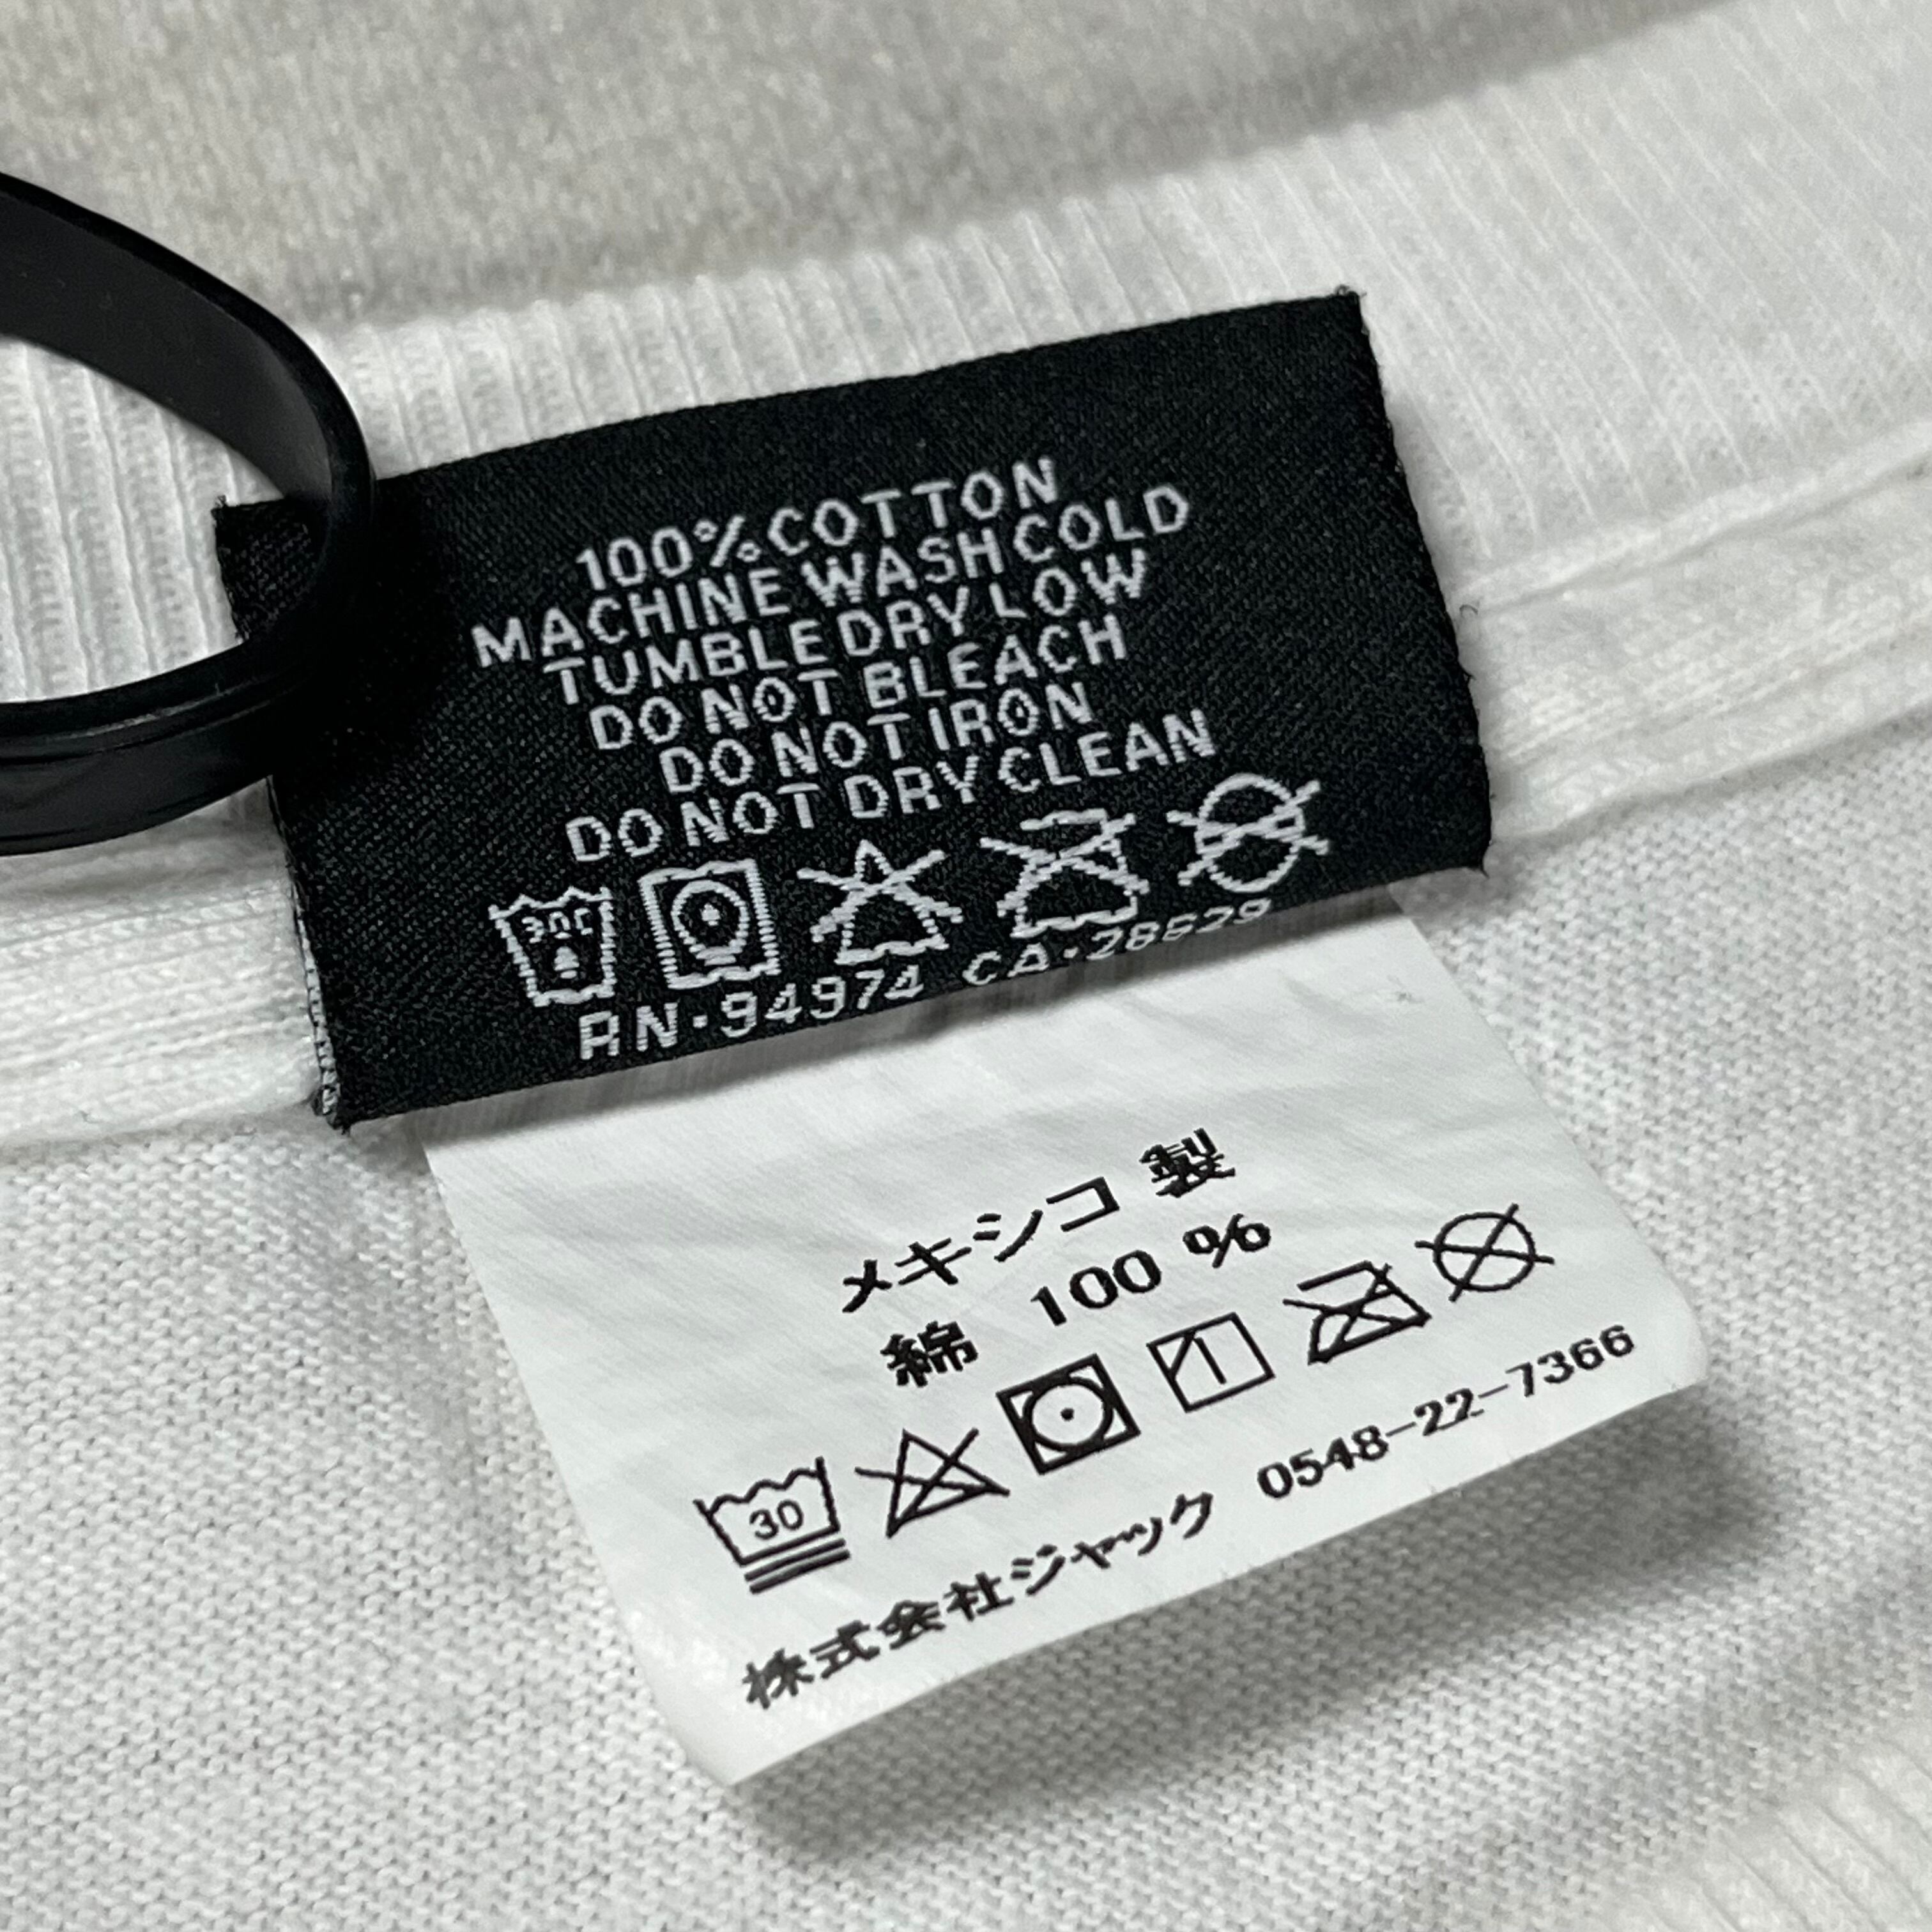 100% COTTON
MACHINE WASH COLD
TUMBLE DRY LOW
DO NOT BLEACH
DO NOT IRON
DO NOT DRY CLEAN
30C
RN·94974 CA·28629
メキシコ 製
綿 100 %
30
株式会社ジャック 0548-22-7366